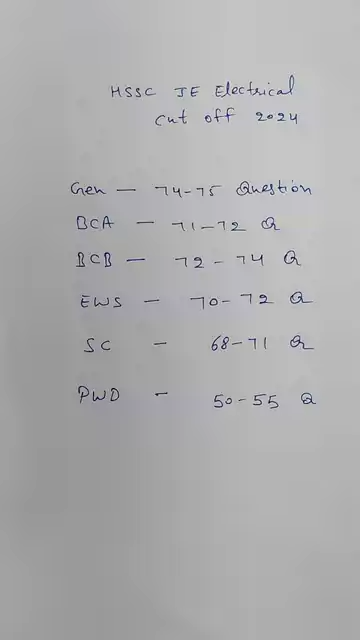 HSSC JE Electrical
Cut off 2024
Gen - 74-75 Question
BCA - 71-72 Q
BCB - 72-74 Q
EWS - 70-72 Q
SC - 68-71 Q
PWD - 50-55 Q